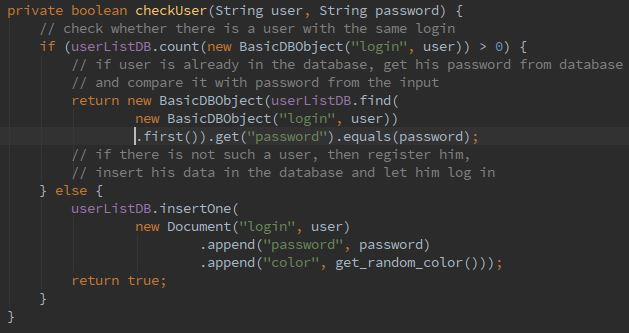 private boolean checkUser(String user, String password) {
// check whether there is a user with the same login
if (userListDB.count(new BasicDBObject("login", user)) > 0) {
// if user is already in the database, get his password from database
// and compare it with password from the input
return new BasicDBObject(userListDB.find(
new BasicDBObject("login", user))
.first()).get("password").equals(password);
// if there is not such a user, then register him,
// insert his data in the database and let him log in
} else {
userListDB.insertOne(
new Document("login", user)
.append("password", password)
.append("color", get_random_color()));
return true;
}
}